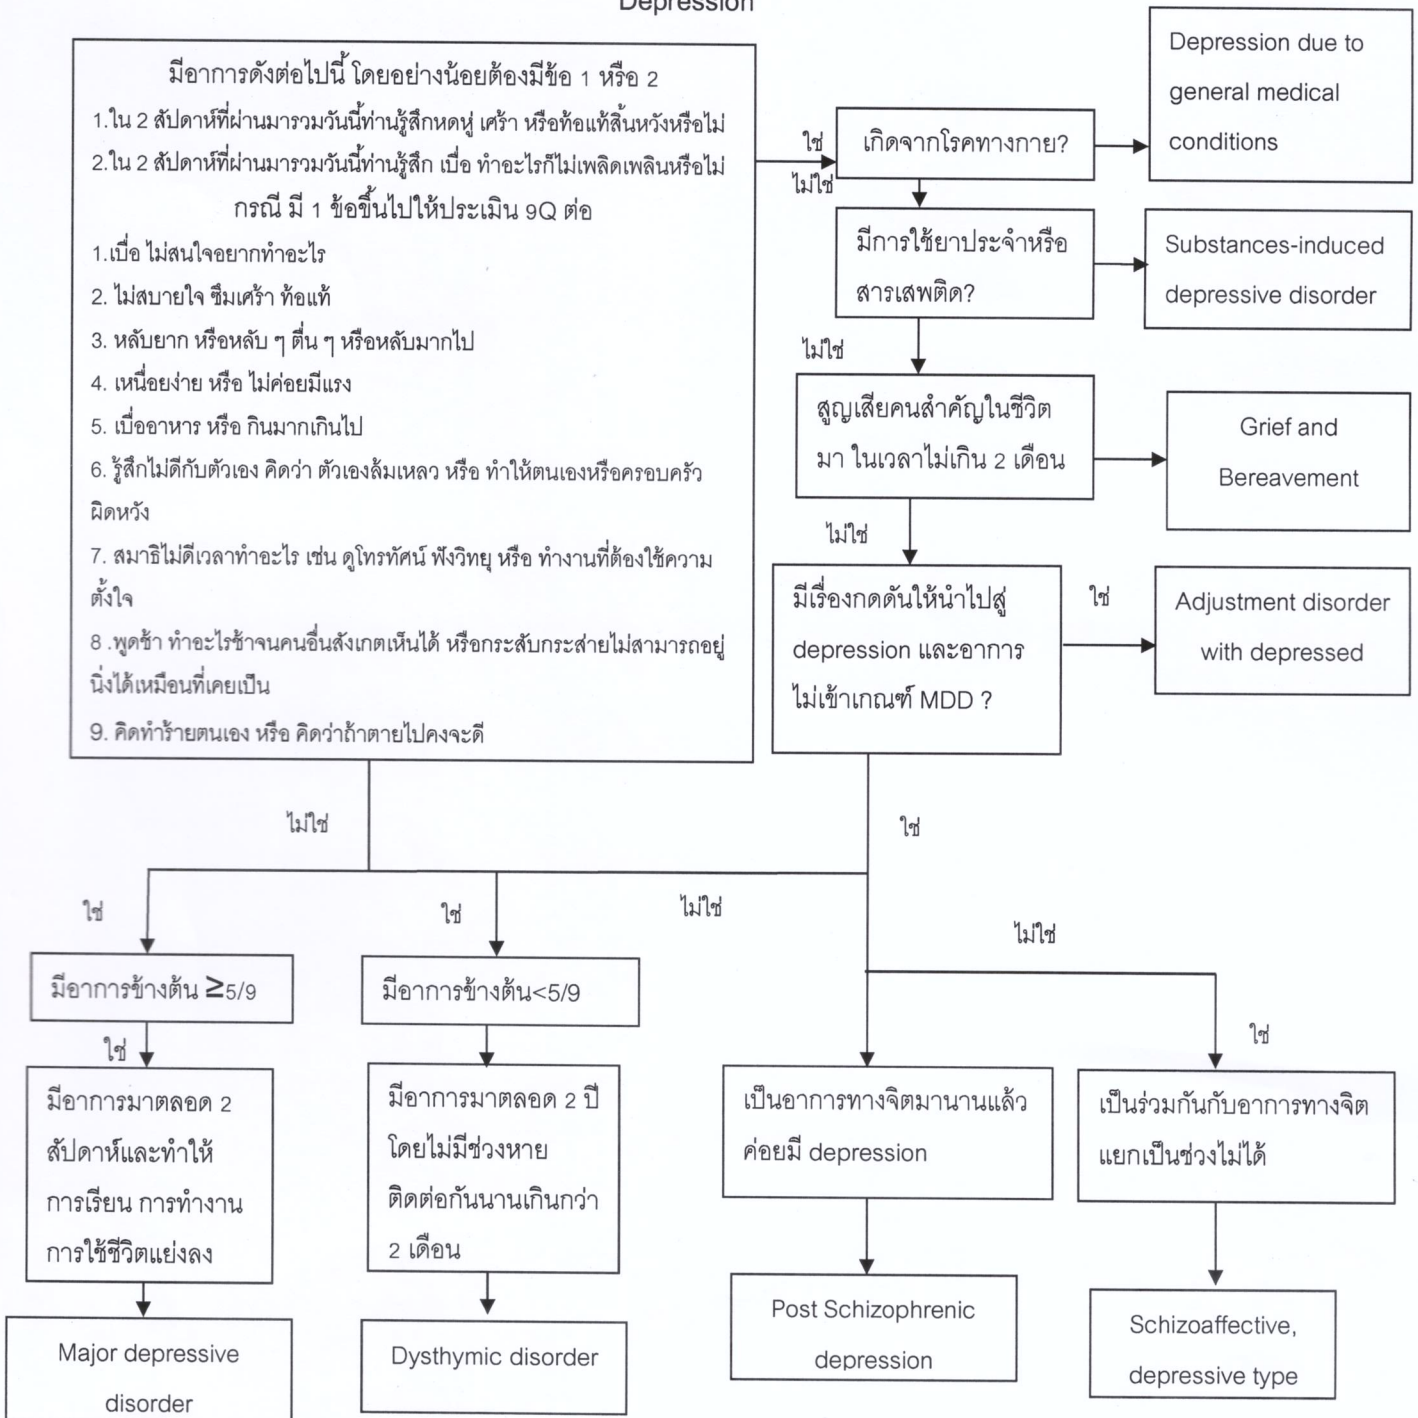 Depression
มีอาการดังต่อไปนี้ โดยอย่างน้อยต้องมีข้อ 1 หรือ 2
1.ใน 2 สัปดาห์ที่ผ่านมารวมวันนี้ท่านรู้สึกหดหู่ เศร้า หรือท้อแท้สิ้นหวังหรือไม่
2.ใน 2 สัปดาห์ที่ผ่านมารวมวันนี้ท่านรู้สึก เบื่อ ทำอะไรก็ไม่เพลิดเพลินหรือไม่
กรณี มี 1 ข้อขึ้นไปให้ประเมิน 9Q ต่อ
1.เบื่อ ไม่สนใจอยากทำอะไร
2. ไม่สบายใจ ซึมเศร้า ท้อแท้
3. หลับยาก หรือหลับ ๆ ตื่น ๆ หรือหลับมากไป
4. เหนื่อยง่าย หรือ ไม่ค่อยมีแรง
5. เบื่ออาหาร หรือ กินมากเกินไป
6. รู้สึกไม่ดีกับตัวเอง คิดว่า ตัวเองล้มเหลว หรือ ทำให้ตนเองหรือครอบครัว
ผิดหวัง
7. สมาธิไม่ดีเวลาทำอะไร เช่น ดูโทรทัศน์ ฟังวิทยุ หรือ ทำงานที่ต้องใช้ความ
ตั้งใจ
8 .พูดช้า ทำอะไรช้าจนคนอื่นสังเกตเห็นได้ หรือกระสับกระส่ายไม่สามารถอยู่
นิ่งได้เหมือนที่เคยเป็น
9. คิดทำร้ายตนเอง หรือ คิดว่าถ้าตายไปคงจะดี
ใช่
ไม่ใช่
เกิดจากโรคทางกาย?
Depression due to
general medical
conditions
มีการใช้ยาประจำหรือ
สารเสพติด?
Substances-induced
depressive disorder
ไม่ใช่
สูญเสียคนสำคัญในชีวิต
มา ในเวลาไม่เกิน 2 เดือน
Grief and
Bereavement
ไม่ใช่
มีเรื่องกดดันให้นำไปสู่
depression และอาการ
ไม่เข้าเกณฑ์ MDD ?
ใช่
Adjustment disorder
with depressed
ไม่ใช่
ใช่
ใช่
ใช่
ไม่ใช่
ไม่ใช่
มีอาการข้างต้น ≥5/9
มีอาการข้างต้น<5/9
ใช่
ใช่
มีอาการมาตลอด 2
สัปดาห์และทำให้
การเรียน การทำงาน
การใช้ชีวิตแย่งลง
มีอาการมาตลอด 2 ปี
โดยไม่มีช่วงหาย
ติดต่อกันนานเกินกว่า
2 เดือน
เป็นอาการทางจิตมานานแล้ว
ค่อยมี depression
เป็นร่วมกันกับอาการทางจิต
แยกเป็นช่วงไม่ได้
Major depressive
disorder
Dysthymic disorder
Post Schizophrenic
depression
Schizoaffective,
depressive type